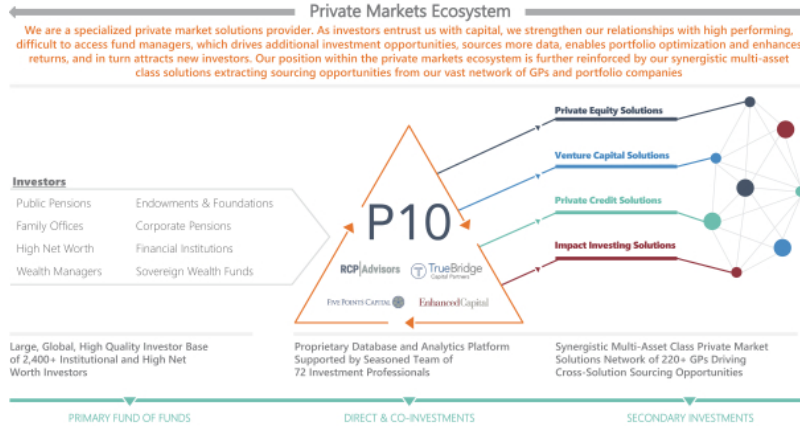 Private Markets Ecosystem
We are a specialized private market solutions provider. As investors entrust us with capital, we strengthen our relationships with high performing,
difficult to access fund managers, which drives additional investment opportunities, sources more data, enables portfolio optimization and enhances
returns, and in turn attracts new investors. Our position within the private markets ecosystem is further reinforced by our synergistic multi-asset
class solutions extracting sourcing opportunities from our vast network of GPs and portfolio companies
Investors
Public Pensions
Endowments & Foundations
Family Offices
Corporate Pensions
High Net Worth
Financial Institutions
Wealth Managers
Sovereign Wealth Funds
P10
RCP|Advisors
TrueBridge
Capital Partners
FIVE POINTS CAPITAL
EnhancedCapital
Private Equity Solutions
Venture Capital Solutions
Private Credit Solutions
Impact Investing Solutions
Large, Global, High Quality Investor Base
of 2,400+ Institutional and High Net
Worth Investors
Proprietary Database and Analytics Platform
Supported by Seasoned Team of
72 Investment Professionals
Synergistic Multi-Asset Class Private Market
Solutions Network of 220+ GPs Driving
Cross-Solution Sourcing Opportunities
PRIMARY FUND OF FUNDS
DIRECT & CO-INVESTMENTS
SECONDARY INVESTMENTS